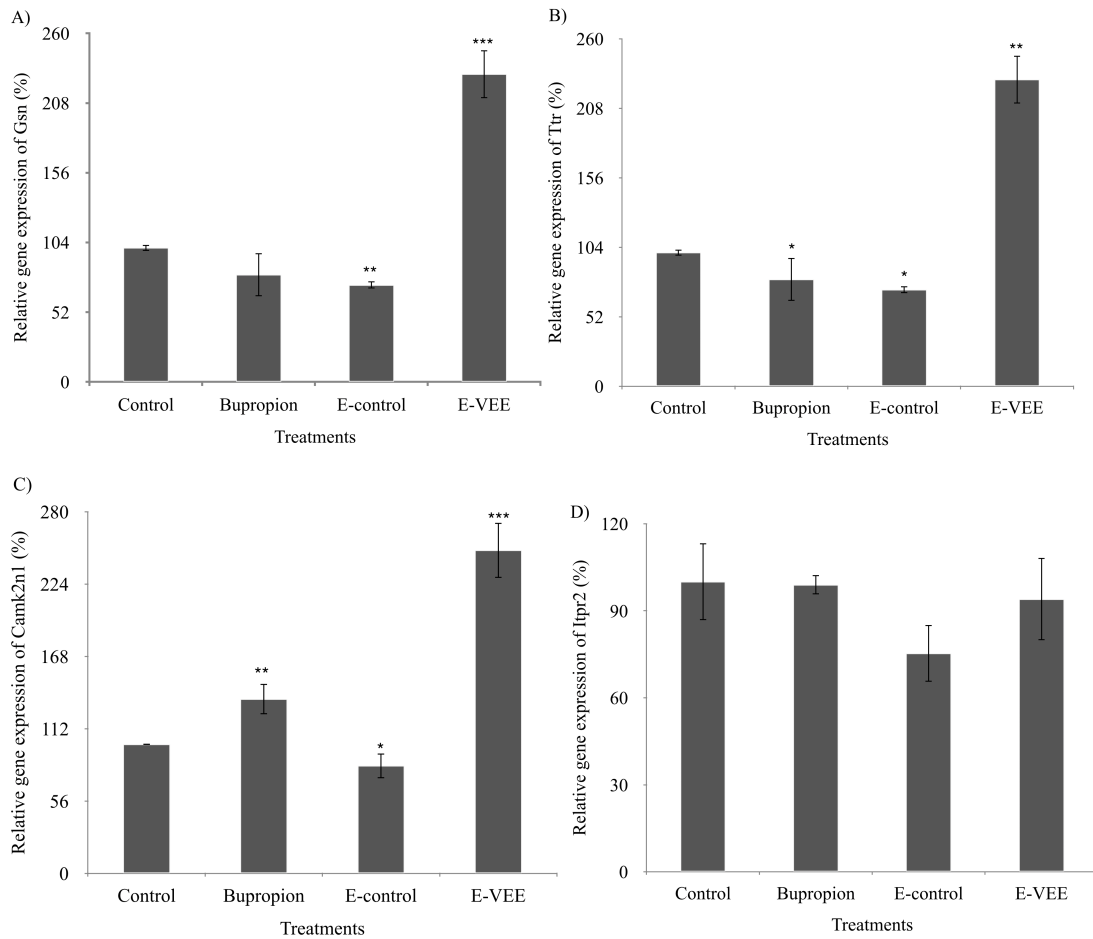 A)
Relative gene expression of Gsn (%)
260
208
156
104
52
0
**
***
Control Bupropion E-control E-VEE
Treatments
B)
Relative gene expression of Ttr (%)
260
208
156
104
52
0
*
*
**
Control Bupropion E-control E-VEE
Treatments
C)
Relative gene expression of Camk2n1 (%)
280
224
168
112
56
0
**
*
***
Control Bupropion E-control E-VEE
Treatments
D)
Relative gene expression of Itpr2 (%)
120
90
60
30
0
Control Bupropion E-control E-VEE
Treatments